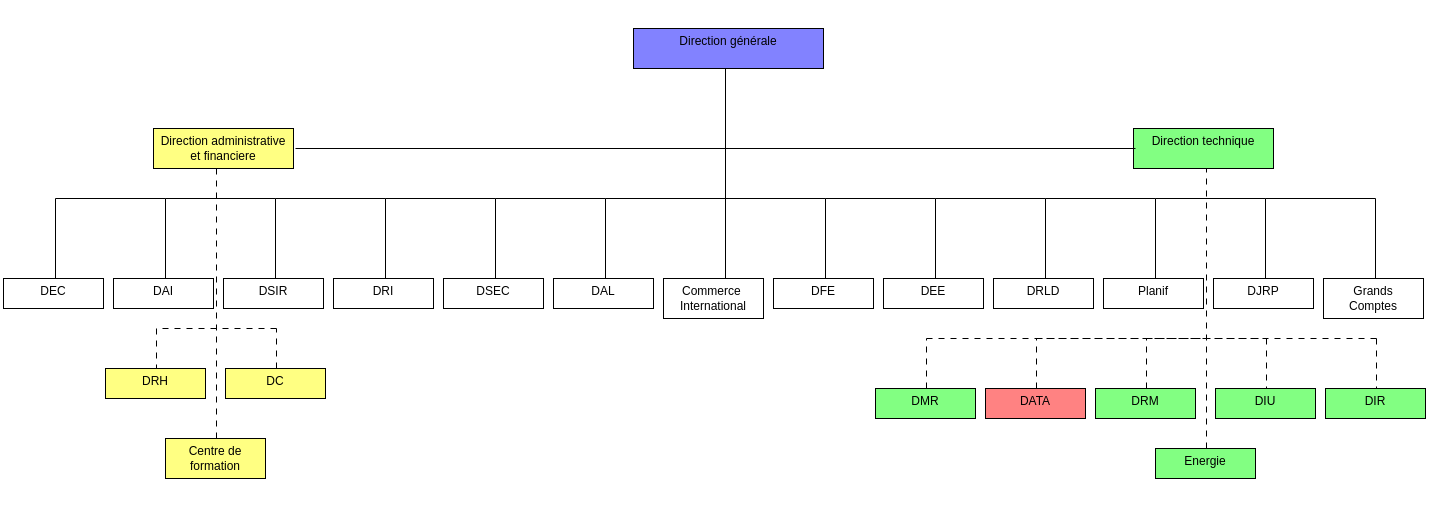 Direction générale
Direction administrative
et financiere
Direction technique
DEC
DAI
DSIR
DRI
DSEC
DAL
Commerce
International
DFE
DEE
DRLD
Planif
DJRP
Grands
Comptes
DRH
DC
DMR
DATA
DRM
DIU
DIR
Centre de
formation
Energie